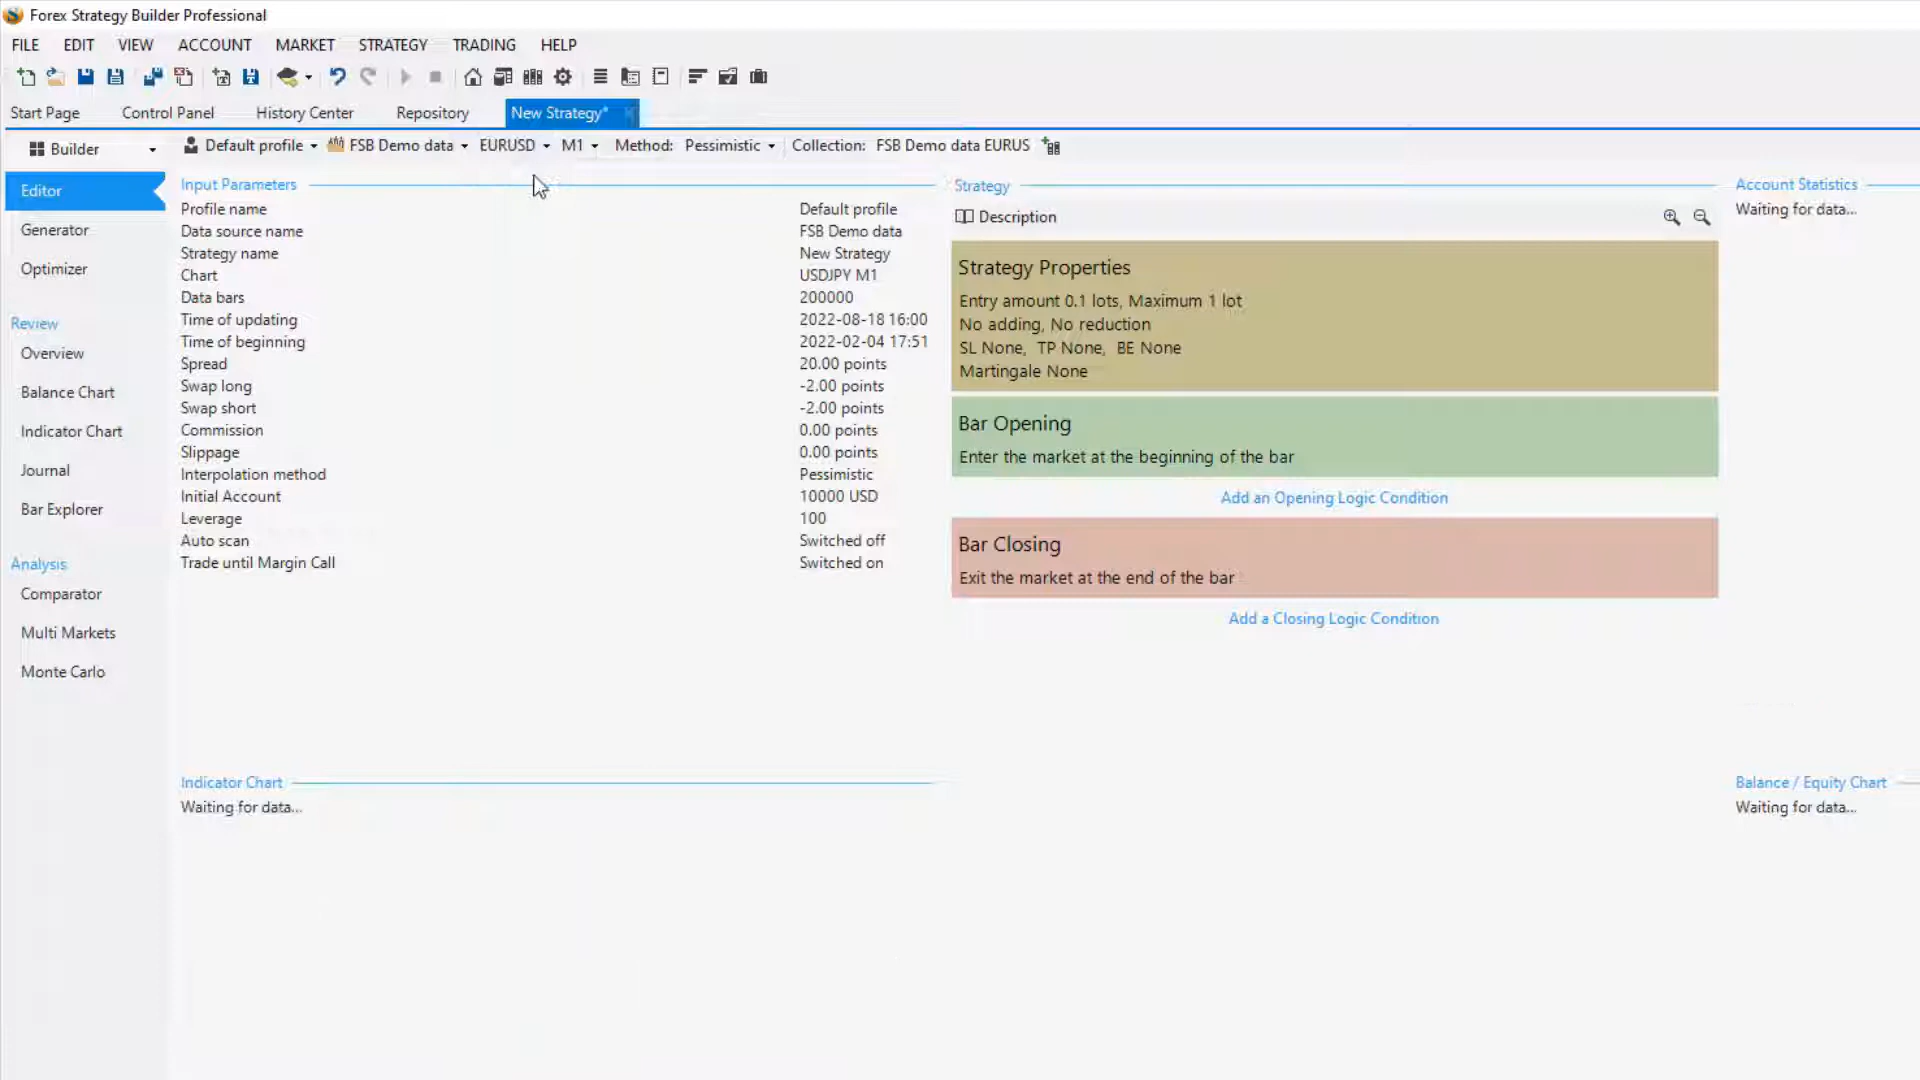 Forex Strategy Builder Professional
FILE EDIT VIEW ACCOUNT MARKET STRATEGY TRADING HELP
Start Page Control Panel History Center Repository New Strategy*
Builder Default profile FSB Demo data EURUSD M1 Method: Pessimistic Collection: FSB Demo data EURUS
Editor
Generator
Optimizer
Review
Overview
Balance Chart
Indicator Chart
Journal
Bar Explorer
Analysis
Comparator
Multi Markets
Monte Carlo
Input Parameters
Profile name Default profile
Data source name FSB Demo data
Strategy name New Strategy
Chart USDJPY M1
Data bars 200000
Time of updating 2022-08-18 16:00
Time of beginning 2022-02-04 17:51
Spread 20.00 points
Swap long -2.00 points
Swap short -2.00 points
Commission 0.00 points
Slippage 0.00 points
Interpolation method Pessimistic
Initial Account 10000 USD
Leverage 100
Auto scan Switched off
Trade until Margin Call Switched on
Indicator Chart
Waiting for data...
Strategy
Description
Strategy Properties
Entry amount 0.1 lots, Maximum 1 lot
No adding, No reduction
SL None, TP None, BE None
Martingale None
Bar Opening
Enter the market at the beginning of the bar
Add an Opening Logic Condition
Bar Closing
Exit the market at the end of the bar
Add a Closing Logic Condition
Account Statistics
Waiting for data...
Balance / Equity Chart
Waiting for data...